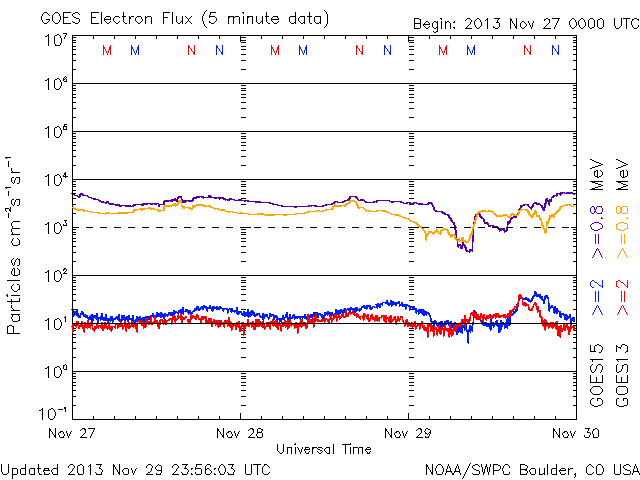 GOES Electron Flux (5 minute data)
Begin: 2013 Nov 27 0000 UTC
M M N N M M N N M M N N
10⁷
10⁶
10⁵
10⁴
10³
10²
10¹
10⁰
10⁻¹
Particles cm⁻²s⁻¹sr⁻¹
Nov 27 Nov 28 Nov 29 Nov 30
Universal Time
GOES15 >=2 >=0.8 MeV
GOES13 >=2 >=0.8 MeV
Updated 2013 Nov 29 23:56:03 UTC
NOAA/SWPC Boulder, CO USA